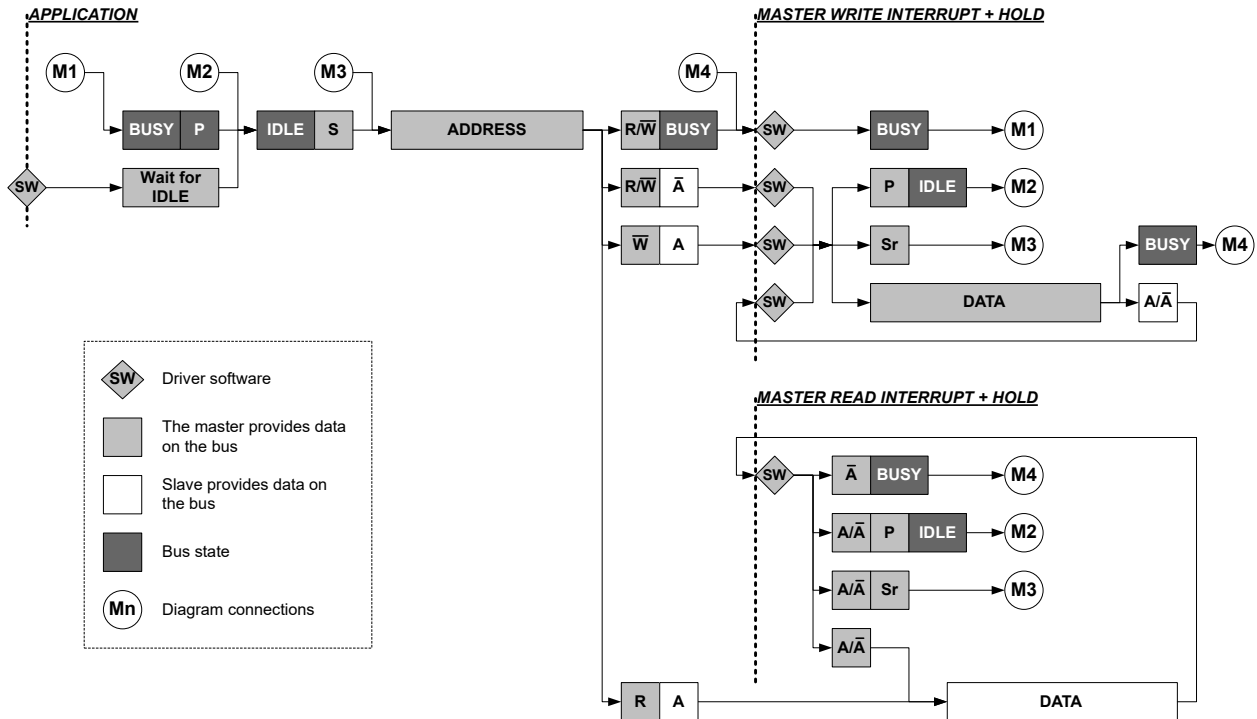 APPLICATION
MASTER WRITE INTERRUPT + HOLD
M1
M2
M3
M4
BUSY P
IDLE S
ADDRESS
R/W̅ BUSY
SW
BUSY
M1
SW
Wait for
IDLE
R/W̅ A̅
SW
P IDLE
M2
W̅ A
SW
Sr
M3
BUSY
M4
SW
DATA
A/A̅
SW
Driver software
The master provides data
on the bus
Slave provides data on
the bus
Bus state
Mn
Diagram connections
MASTER READ INTERRUPT + HOLD
SW
A̅ BUSY
M4
A/A̅ P IDLE
M2
A/A̅ Sr
M3
A/A̅
R A
DATA